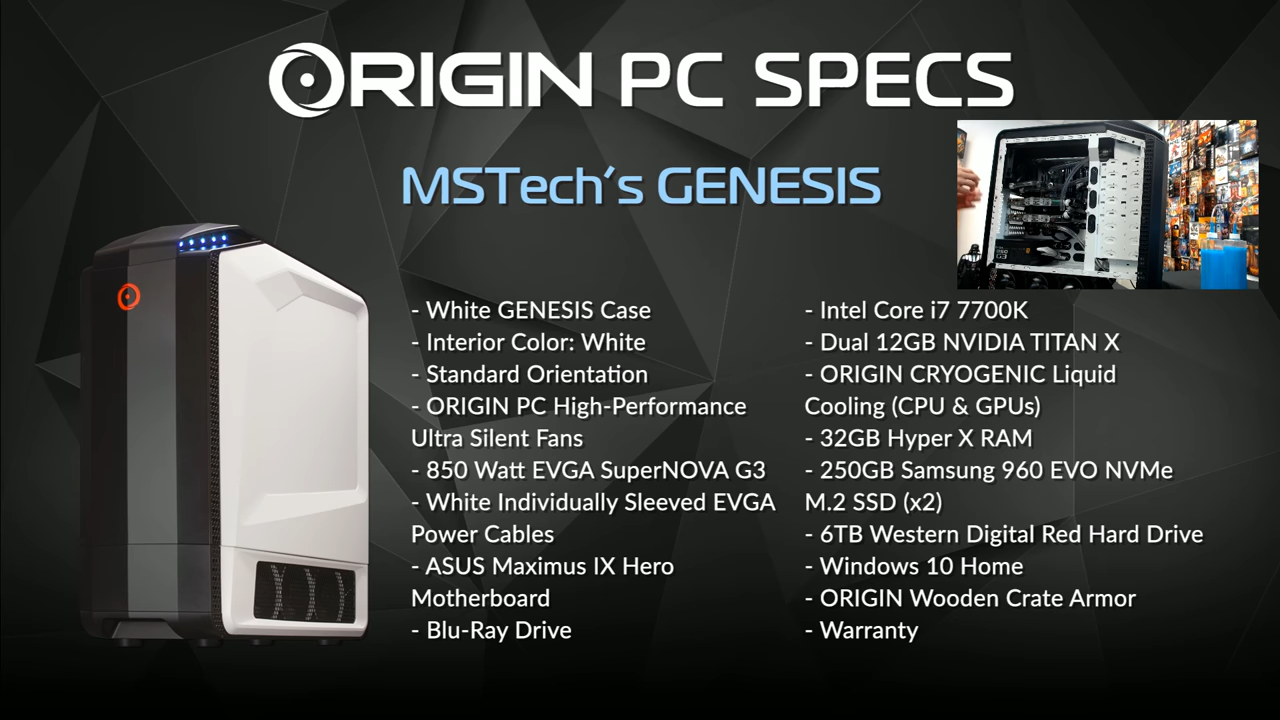 ORIGIN PC SPECS
MSTech's GENESIS
- White GENESIS Case
- Interior Color: White
- Standard Orientation
- ORIGIN PC High-Performance
Ultra Silent Fans
- 850 Watt EVGA SuperNOVA G3
- White Individually Sleeved EVGA
Power Cables
- ASUS Maximus IX Hero
Motherboard
- Blu-Ray Drive
- Intel Core i7 7700K
- Dual 12GB NVIDIA TITAN X
- ORIGIN CRYOGENIC Liquid
Cooling (CPU & GPUs)
- 32GB Hyper X RAM
- 250GB Samsung 960 EVO NVMe
M.2 SSD (x2)
- 6TB Western Digital Red Hard Drive
- Windows 10 Home
- ORIGIN Wooden Crate Armor
- Warranty
G3